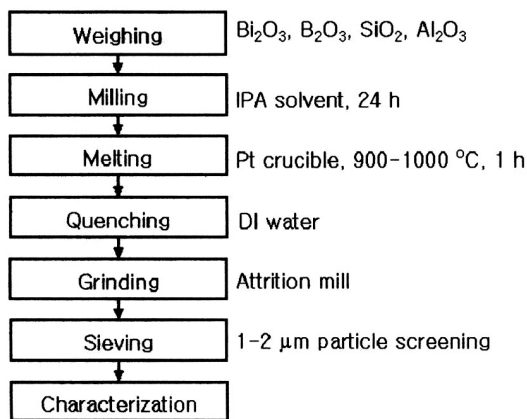 Weighing Bi₂O₃, B₂O₃, SiO₂, Al₂O₃
Milling IPA solvent, 24 h
Melting Pt crucible, 900-1000 °C, 1 h
Quenching DI water
Grinding Attrition mill
Sieving 1-2 μm particle screening
Characterization